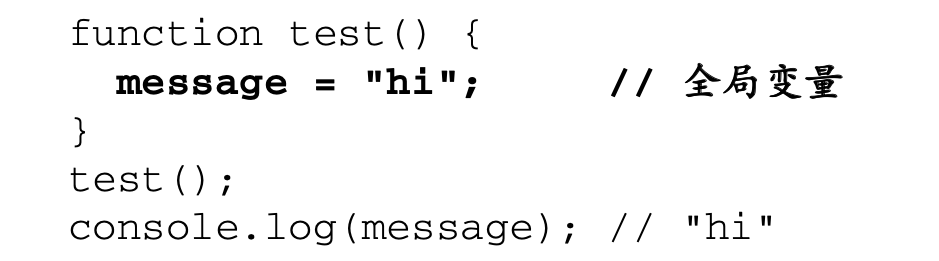 function test() {
  message = "hi";     // 全局变量
}
test();
console.log(message); // "hi"